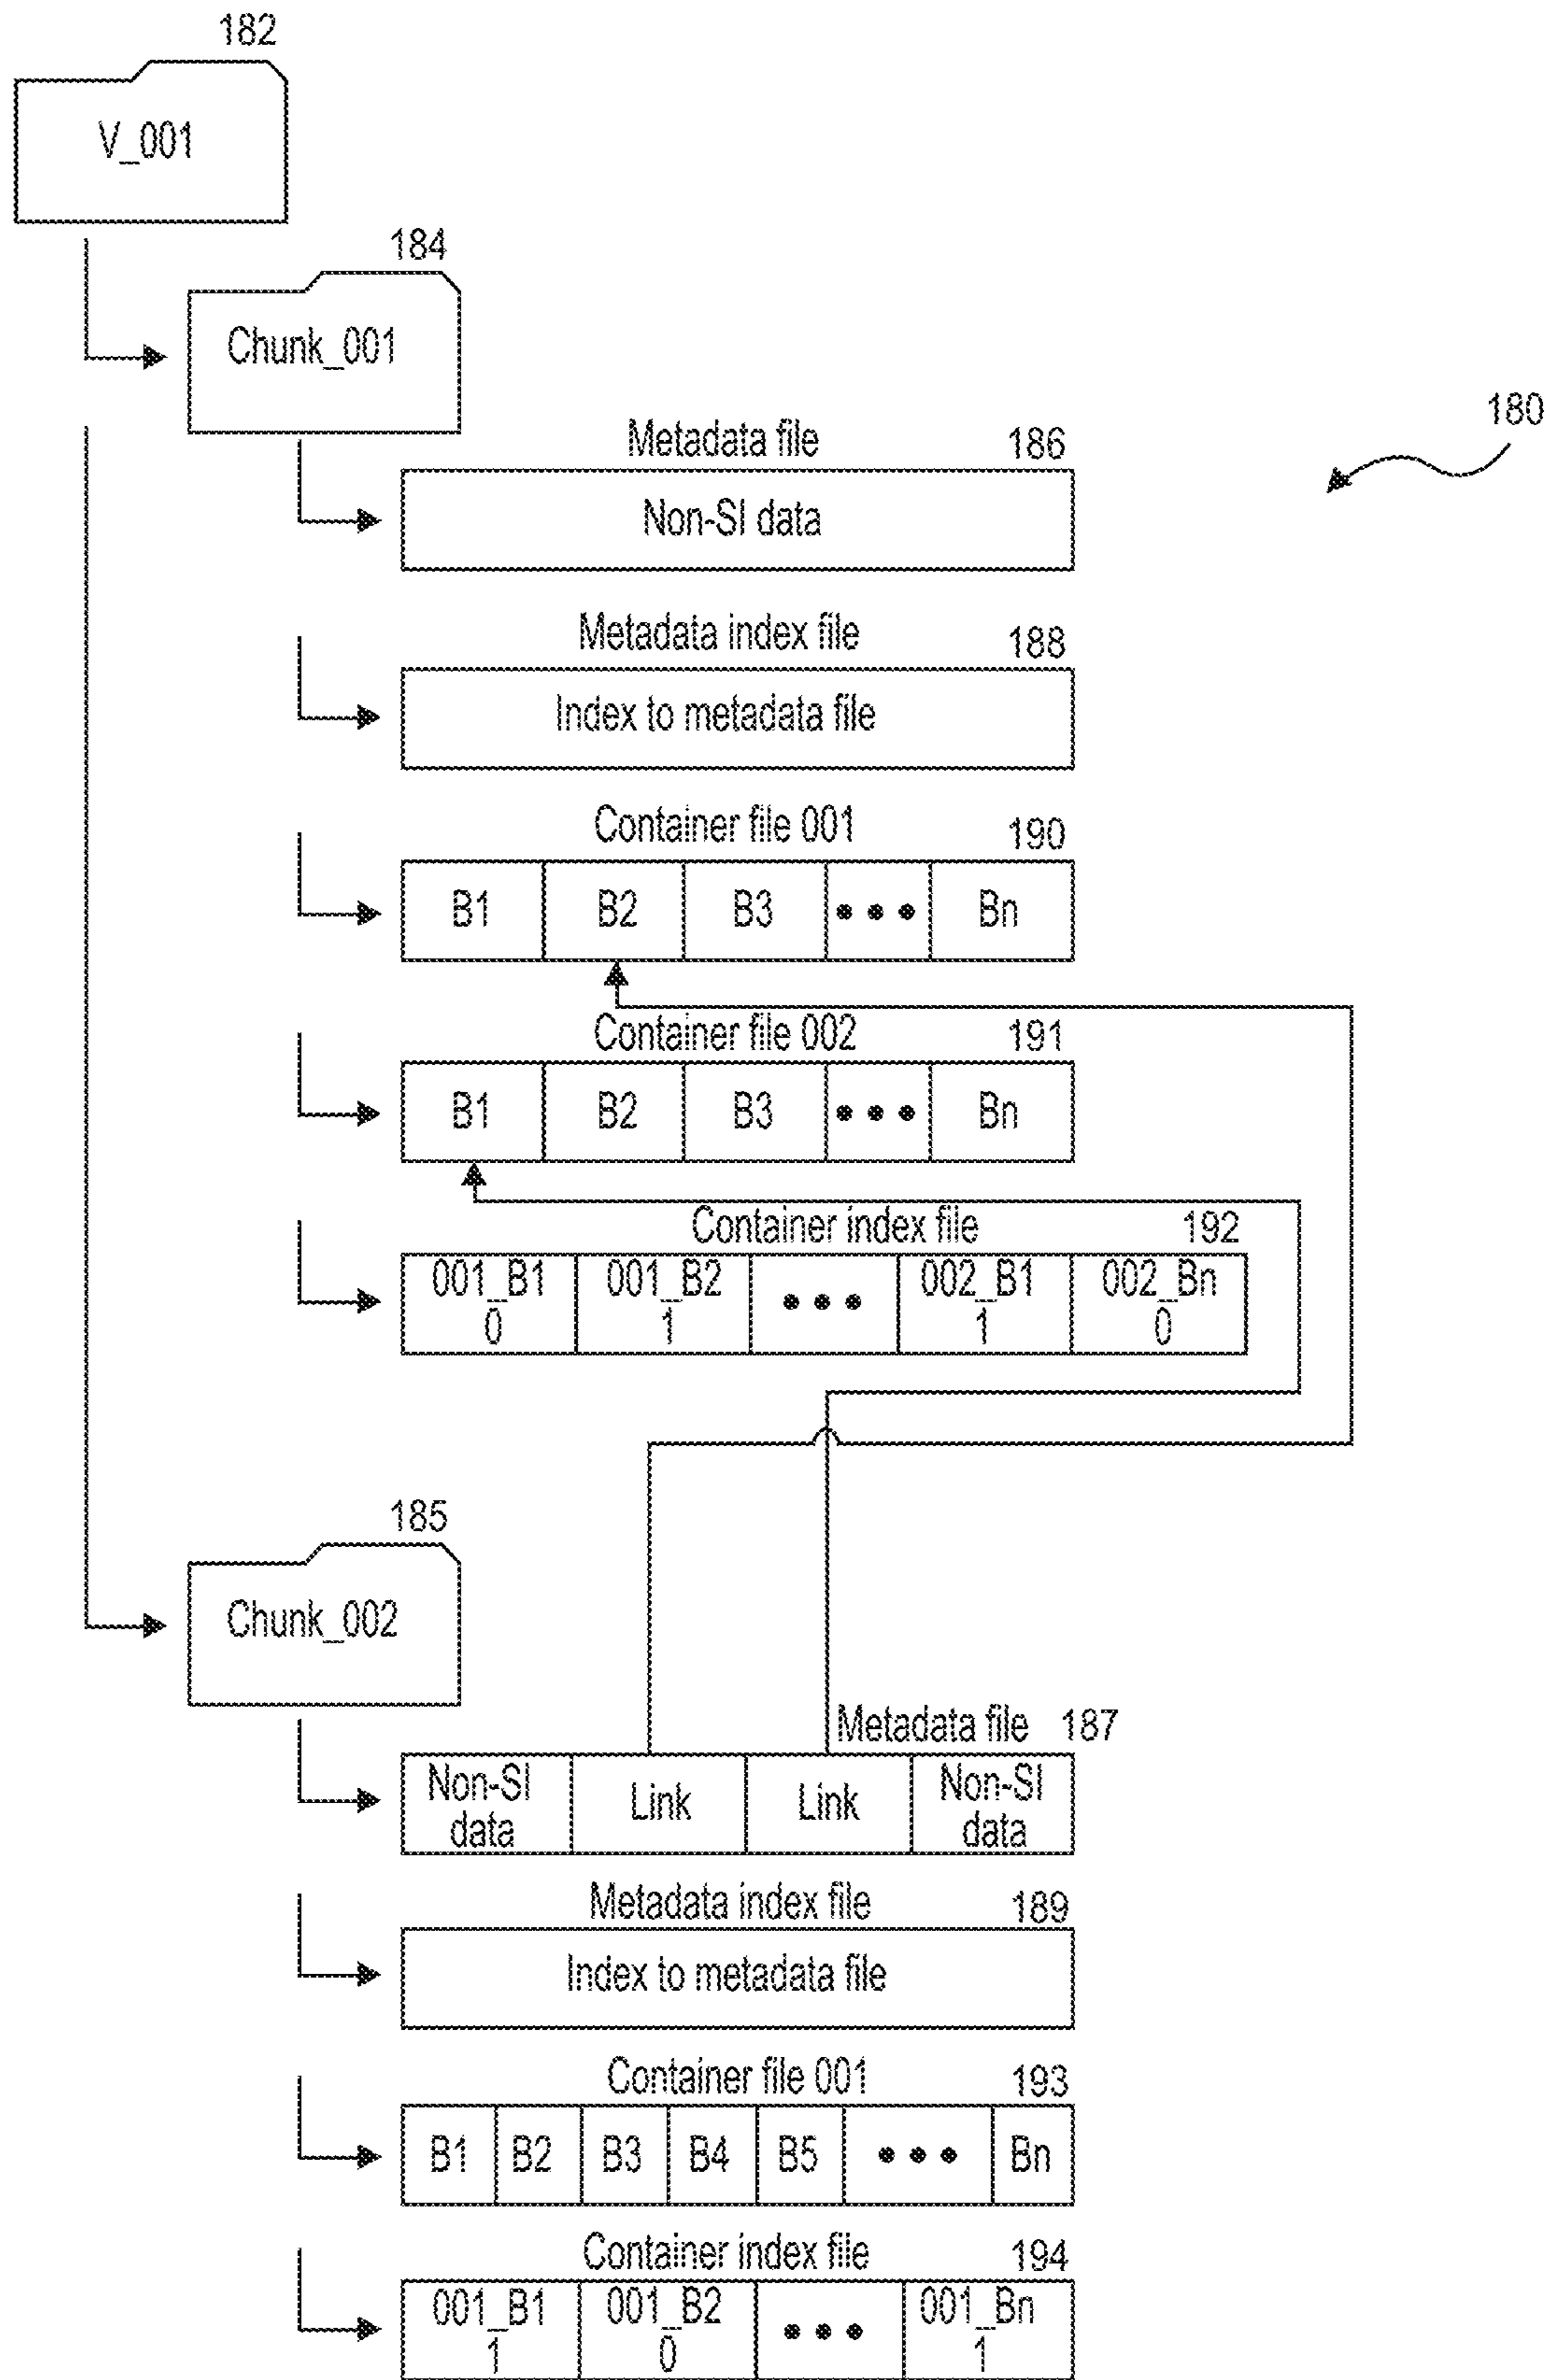 182
V_001
184
Chunk_001
180
Metadata file 186
Non-SI data
Metadata index file 188
Index to metadata file
Container file 001 190
B1 B2 B3 ••• Bn
Container file 002 191
B1 B2 B3 ••• Bn
Container index file 192
001_B1 001_B2 ••• 002_B1 002_Bn
0 1 1 0
185
Chunk_002
Metadata file 187
Non-SI Link Link Non-SI
data data
Metadata index file 189
Index to metadata file
Container file 001 193
B1 B2 B3 B4 B5 ••• Bn
Container index file 194
001_B1 001_B2 ••• 001_Bn
1 0 1